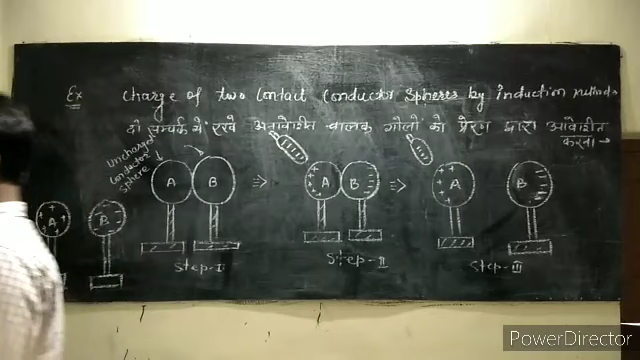 Ex Charge of two Contact Conductor Spheres by induction methods
दो सम्पर्क में रखे अनावेशित चालक गोलों को प्रेरण द्वारा आवेशित
करना →
Uncharged
Conductor
Sphere
A B ⇒ A B ⇒ A B
A B
Step-I Step-II Step-III
PowerDirector